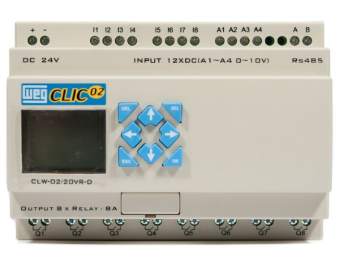 + - I1 I2 I3 I4 I5 I6 I7 I8 A1 A2 A3 A4 A B
DC 24V INPUT 12XDC(A1~A4 0~10V) RS485
WEG CLIC 02
DEL SEL
ESC OK
CLW-02/20VR-D
OUTPUT 8 x RELAY - 8A
Q1 Q2 Q3 Q4 Q5 Q6 Q7 Q8